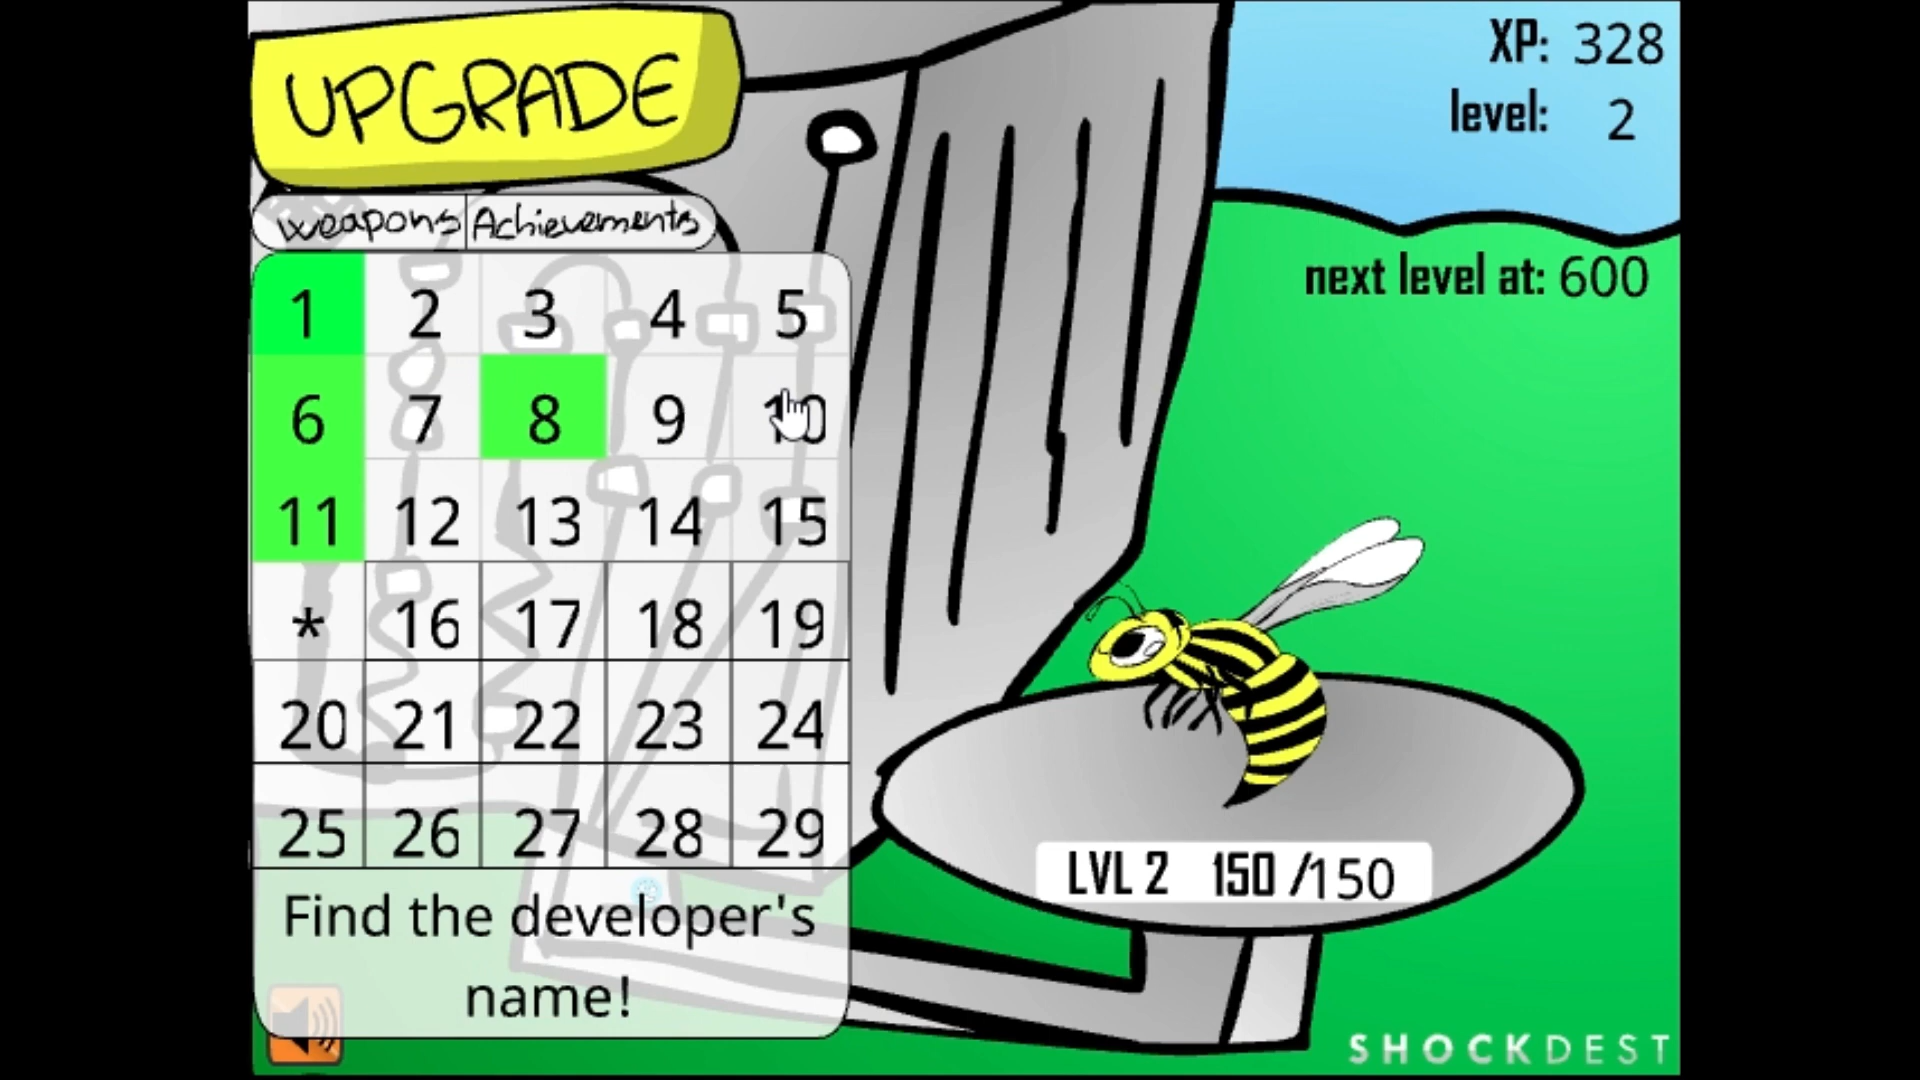 UPGRADE
XP: 328
level: 2
weapons Achievements
next level at: 600
1 2 3 4 5
6 7 8 9 10
11 12 13 14 15
* 16 17 18 19
20 21 22 23 24
25 26 27 28 29
LVL 2 150 /150
Find the developer's
name!
SHOCKDEST